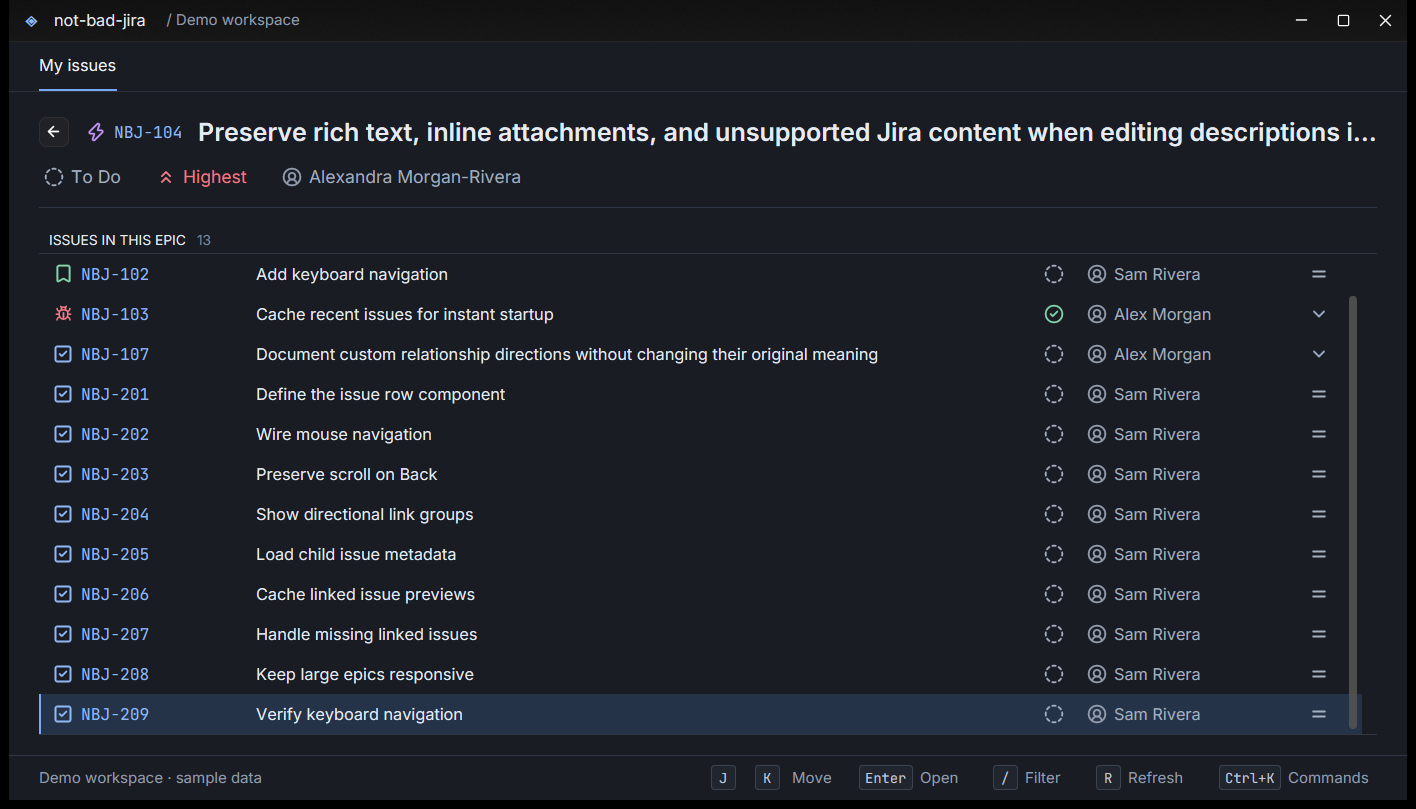 not-bad-jira / Demo workspace
My issues
NBJ-104 Preserve rich text, inline attachments, and unsupported Jira content when editing descriptions i...
To Do Highest Alexandra Morgan-Rivera
ISSUES IN THIS EPIC 13
NBJ-102 Add keyboard navigation Sam Rivera
NBJ-103 Cache recent issues for instant startup Alex Morgan
NBJ-107 Document custom relationship directions without changing their original meaning Alex Morgan
NBJ-201 Define the issue row component Sam Rivera
NBJ-202 Wire mouse navigation Sam Rivera
NBJ-203 Preserve scroll on Back Sam Rivera
NBJ-204 Show directional link groups Sam Rivera
NBJ-205 Load child issue metadata Sam Rivera
NBJ-206 Cache linked issue previews Sam Rivera
NBJ-207 Handle missing linked issues Sam Rivera
NBJ-208 Keep large epics responsive Sam Rivera
NBJ-209 Verify keyboard navigation Sam Rivera
Demo workspace · sample data J K Move Enter Open / Filter R Refresh Ctrl+K Commands